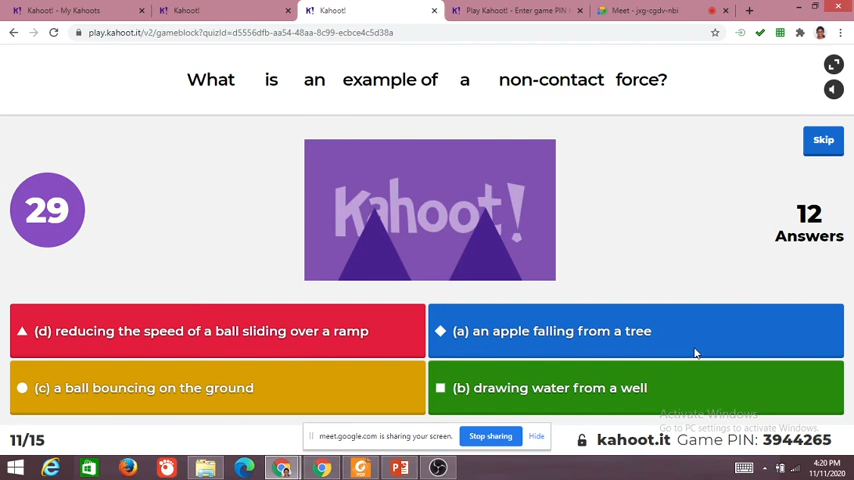 Kahoot! - My Kahoots
Kahoot!
Kahoot!
Play Kahoot! - Enter game PIN
Meet - jxg-cgdv-nbi
play.kahoot.it/v2/gameblock?quizId=d5556dfb-aa54-48aa-8c99-ecbce4c5d38a
What is an example of a non-contact force?
Skip
Kahoot!
29
12
Answers
(d) reducing the speed of a ball sliding over a ramp
(a) an apple falling from a tree
(c) a ball bouncing on the ground
(b) drawing water from a well
Activate Windows
Go to PC settings to activate Windows.
11/15
meet.google.com is sharing your screen.
Stop sharing
Hide
kahoot.it Game PIN: 3944265
4:20 PM
11/11/2020